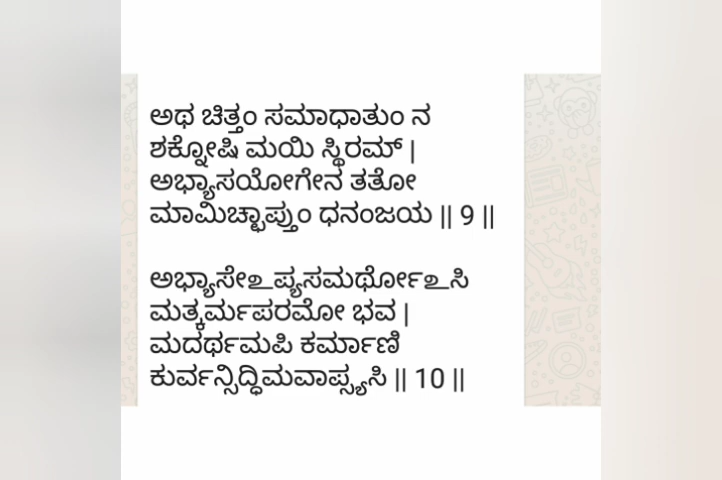 ಅಥ ಚಿತ್ತಂ ಸಮಾಧಾತುಂ ನ
ಶಕ್ನೋಷಿ ಮಯಿ ಸ್ಥಿರಮ್ |
ಅಭ್ಯಾಸಯೋಗೇನ ತತೋ
ಮಾಮಿಚ್ಛಾಪ್ತುಂ ಧನಂಜಯ || 9 ||
ಅಭ್ಯಾಸೇಽಪ್ಯಸಮರ್ಥೋಽಸಿ
ಮತ್ಕರ್ಮಪರಮೋ ಭವ |
ಮದರ್ಥಮಪಿ ಕರ್ಮಾಣಿ
ಕುರ್ವನ್ಸಿದ್ಧಿಮವಾಪ್ಸ್ಯಸಿ || 10 ||